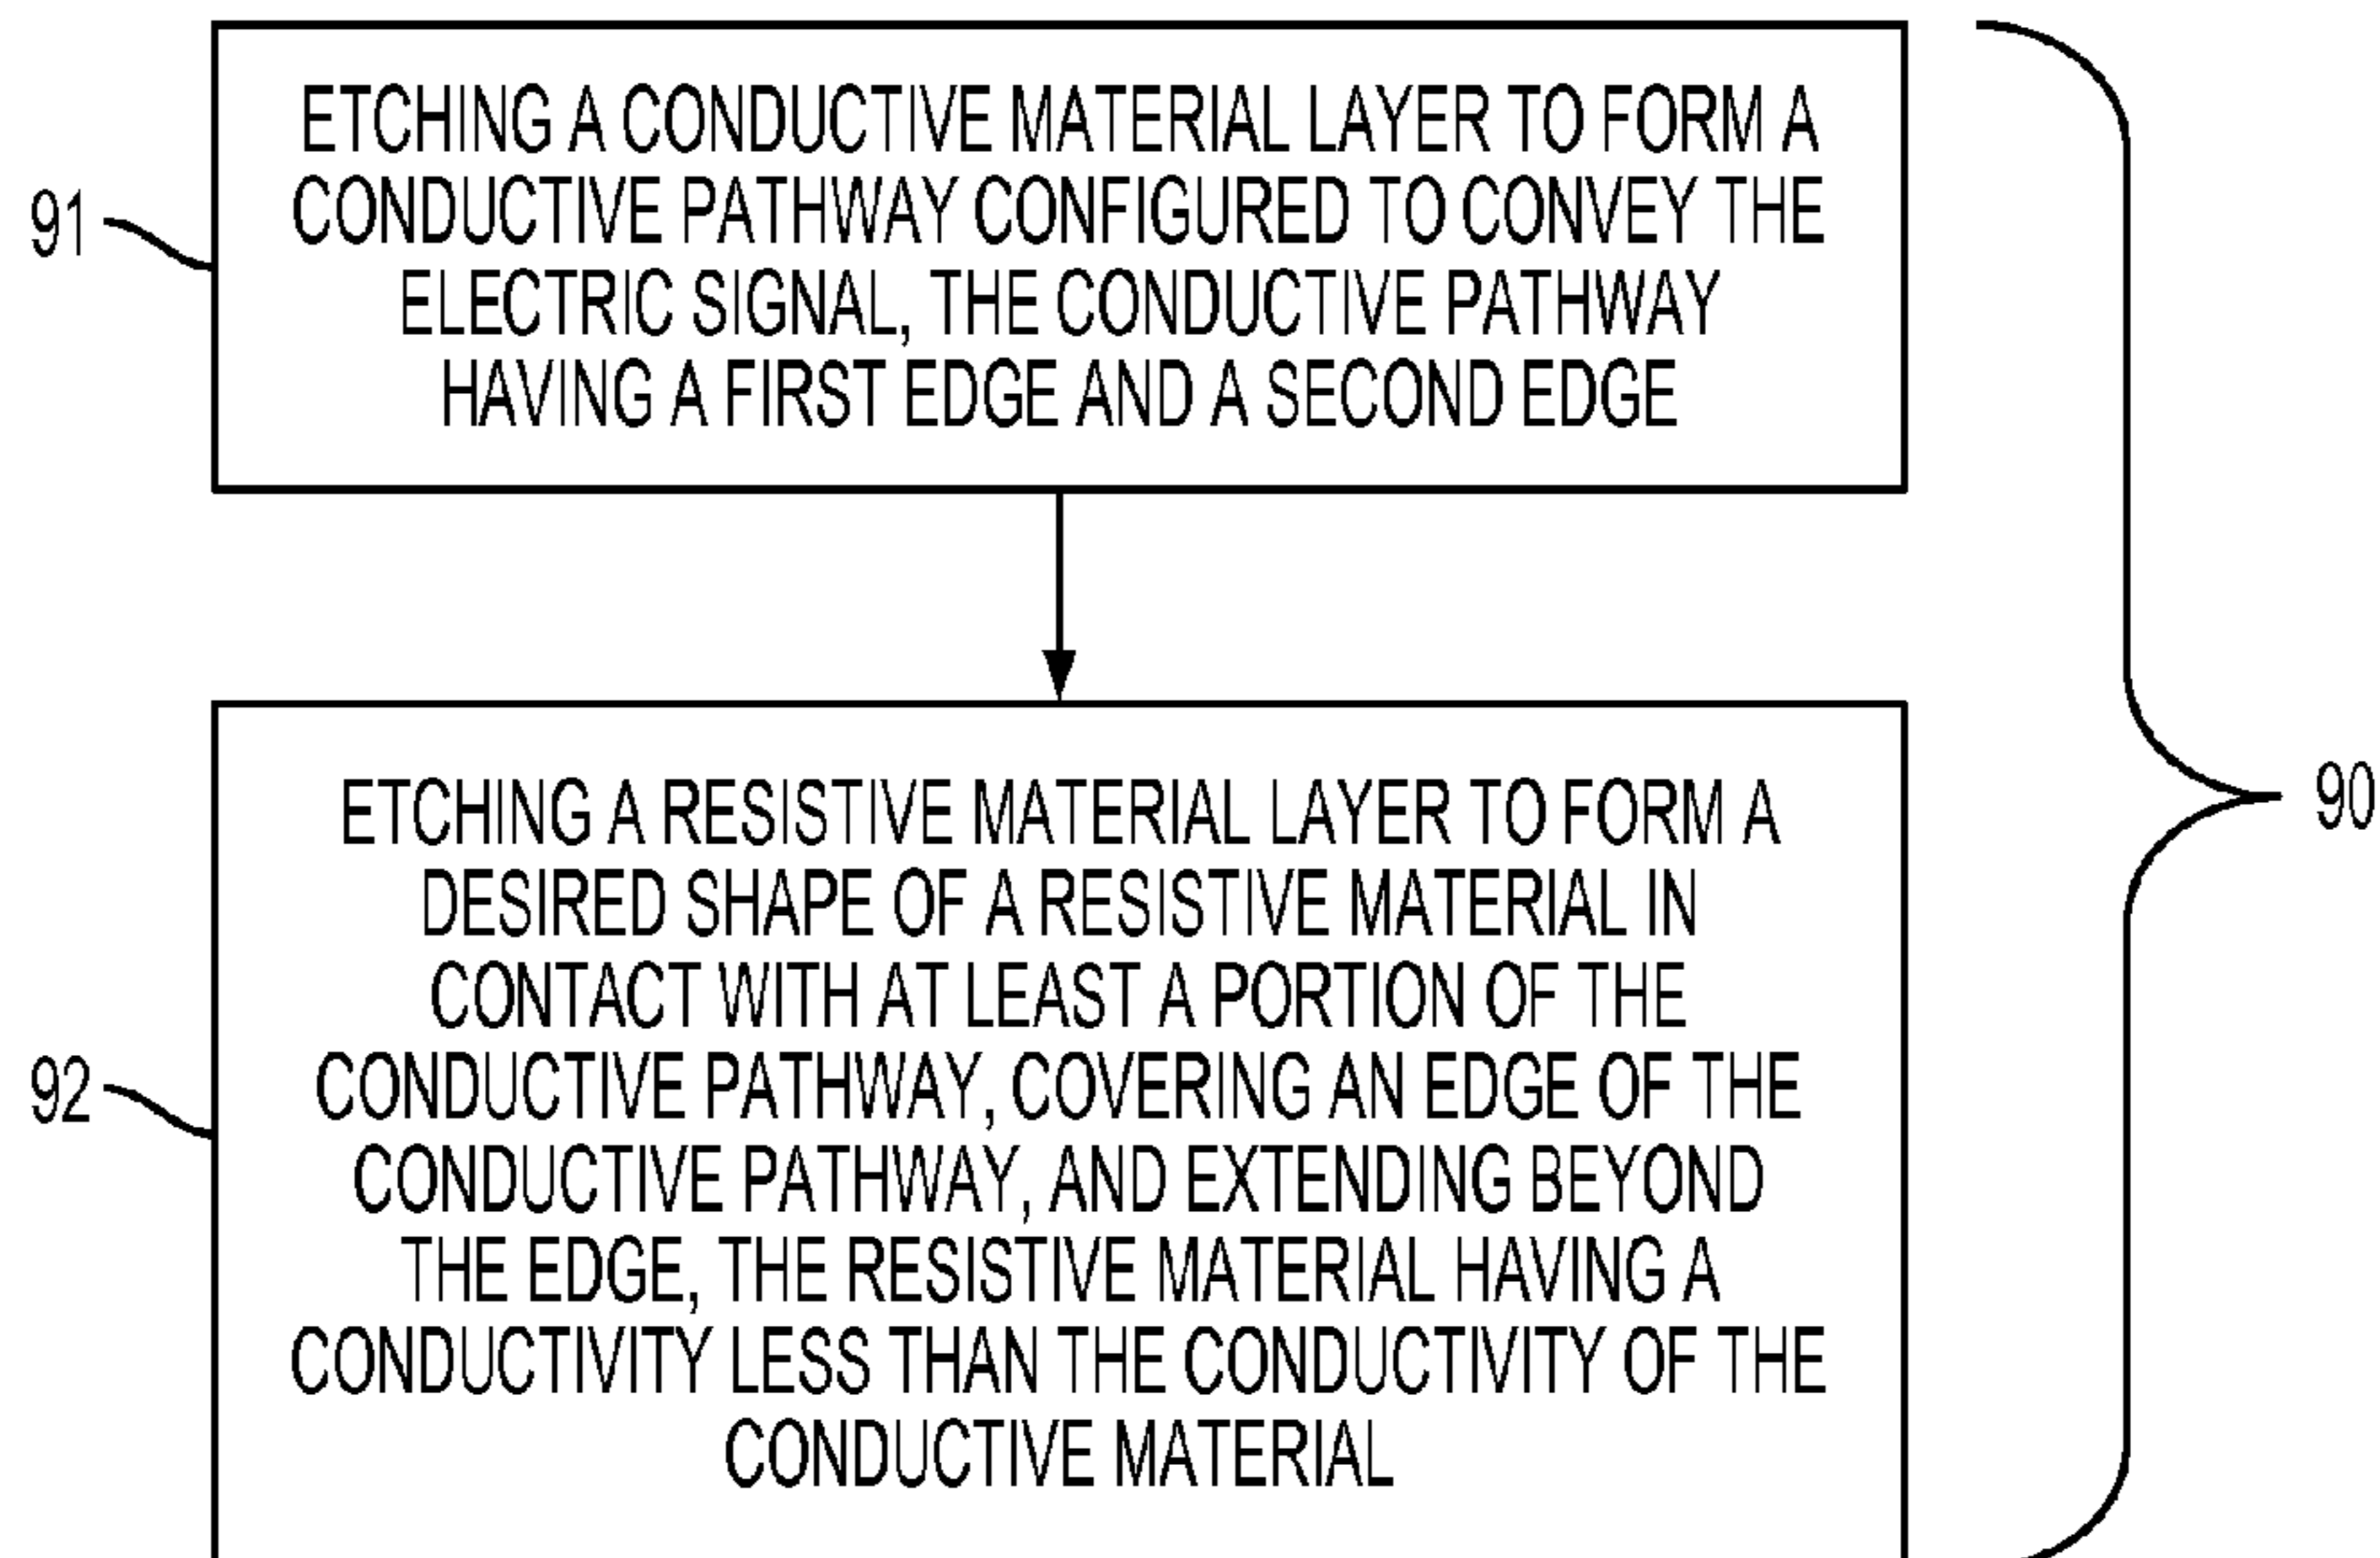 ETCHING A CONDUCTIVE MATERIAL LAYER TO FORM A
CONDUCTIVE PATHWAY CONFIGURED TO CONVEY THE
ELECTRIC SIGNAL, THE CONDUCTIVE PATHWAY
HAVING A FIRST EDGE AND A SECOND EDGE
91
ETCHING A RESISTIVE MATERIAL LAYER TO FORM A
DESIRED SHAPE OF A RESISTIVE MATERIAL IN
CONTACT WITH AT LEAST A PORTION OF THE
CONDUCTIVE PATHWAY, COVERING AN EDGE OF THE
CONDUCTIVE PATHWAY, AND EXTENDING BEYOND
THE EDGE, THE RESISTIVE MATERIAL HAVING A
CONDUCTIVITY LESS THAN THE CONDUCTIVITY OF THE
CONDUCTIVE MATERIAL
92
90